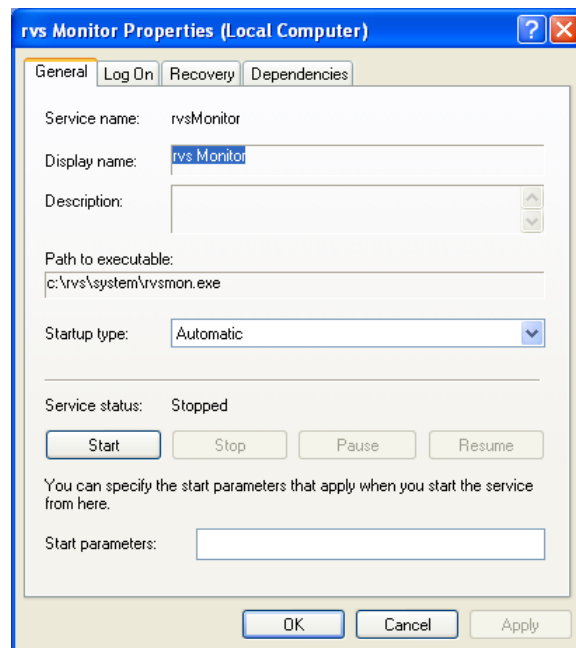 rvs Monitor Properties (Local Computer)
General Log On Recovery Dependencies
Service name: rvsMonitor
Display name: rvs Monitor
Description:
Path to executable:
c:\rvs\system\rvsmon.exe
Startup type: Automatic
Service status: Stopped
Start Stop Pause Resume
You can specify the start parameters that apply when you start the service
from here.
Start parameters:
OK Cancel Apply